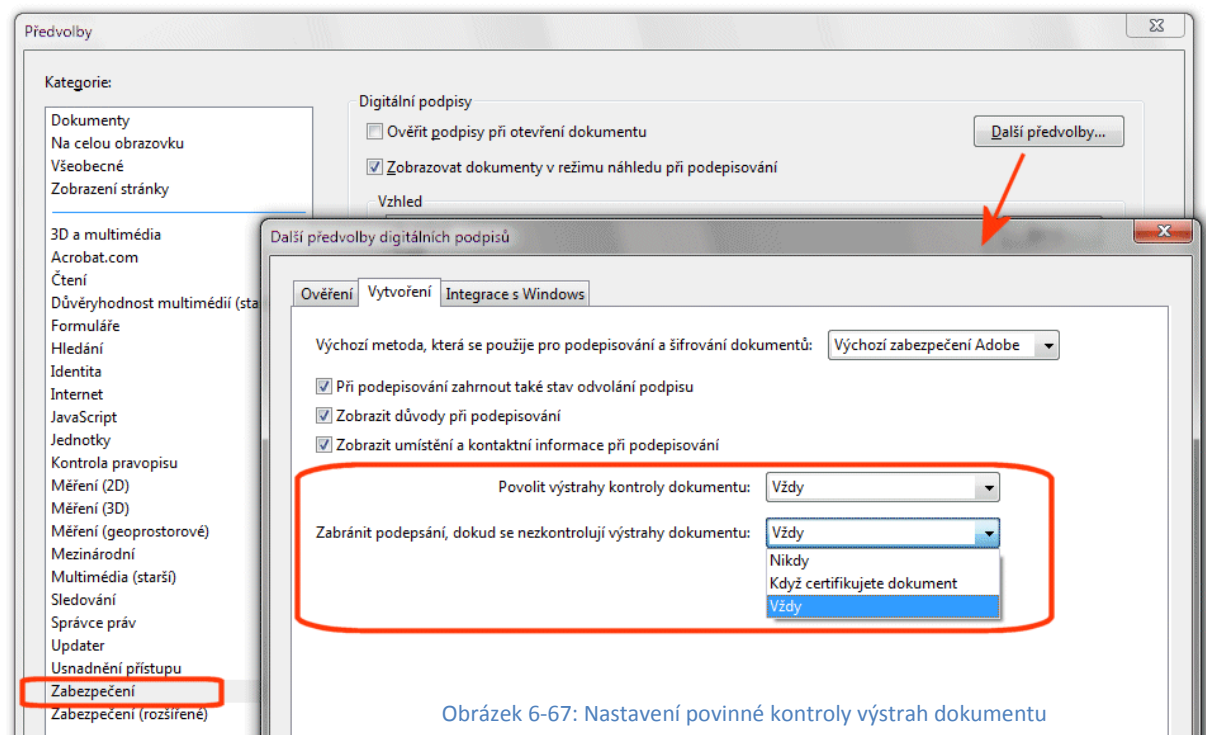 Předvolby
Kategorie:
Dokumenty
Na celou obrazovku
Všeobecné
Zobrazení stránky
3D a multimédia
Acrobat.com
Čtení
Důvěryhodnost multimédií (sta
Formuláře
Hledání
Identita
Internet
JavaScript
Jednotky
Kontrola pravopisu
Měření (2D)
Měření (3D)
Měření (geoprostorové)
Mezinárodní
Multimédia (starší)
Sledování
Správce práv
Updater
Usnadnění přístupu
Zabezpečení
Zabezpečení (rozšířené)
Digitální podpisy
Ověřit podpisy při otevření dokumentu
Další předvolby...
Zobrazovat dokumenty v režimu náhledu při podepisování
Vzhled
Další předvolby digitálních podpisů
Ověření Vytvoření Integrace s Windows
Výchozí metoda, která se použije pro podepisování a šifrování dokumentů: Výchozí zabezpečení Adobe
Při podepisování zahrnout také stav odvolání podpisu
Zobrazit důvody při podepisování
Zobrazit umístění a kontaktní informace při podepisování
Povolit výstrahy kontroly dokumentu: Vždy
Zabránit podepsání, dokud se nezkontrolují výstrahy dokumentu: Vždy
Nikdy
Když certifikujete dokument
Vždy
Obrázek 6-67: Nastavení povinné kontroly výstrah dokumentu